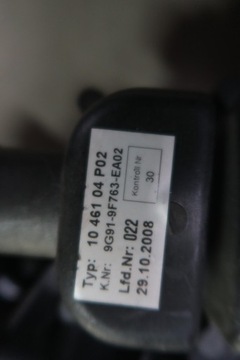 Typ: 10 461 04 P02
K.Nr: 9G91-9F763-EA02
Lfd.Nr: 022
29.10.2008
Kontroll Nr.
30